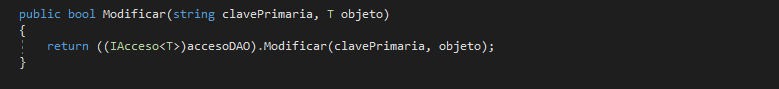 public bool Modificar(string clavePrimaria, T objeto)
{
return ((IAcceso<T>)accesoDAO).Modificar(clavePrimaria, objeto);
}